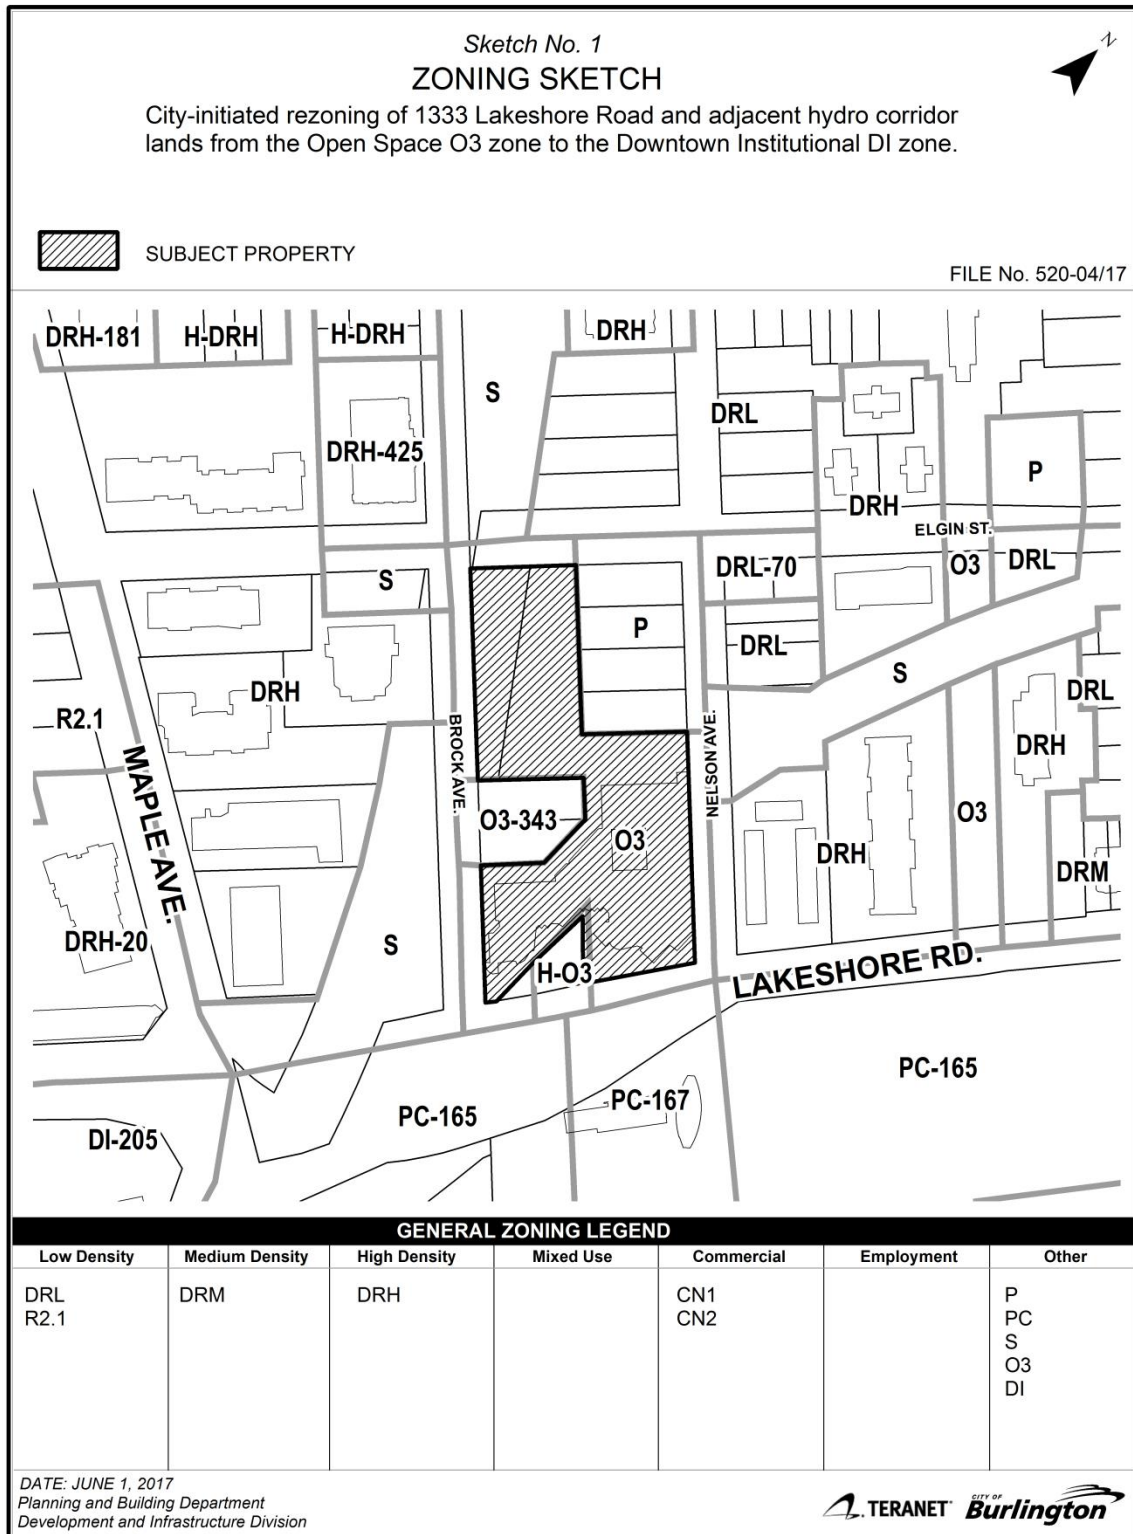 Sketch No. 1
ZONING SKETCH
N
City-initiated rezoning of 1333 Lakeshore Road and adjacent hydro corridor
lands from the Open Space O3 zone to the Downtown Institutional DI zone.
SUBJECT PROPERTY
FILE No. 520-04/17
DRH-181
H-DRH
H-DRH
DRH
S
DRL
DRH-425
P
DRH
ELGIN ST.
S
DRL-70
O3
DRL
P
DRL
S
DRH
DRL
R2.1
BROCK AVE.
NELSON AVE.
DRH
MAPLE AVE.
O3-343
O3
O3
DRH
DRM
DRH-20
S
H-O3
LAKESHORE RD.
PC-165
PC-167
PC-165
DI-205
GENERAL ZONING LEGEND
Low Density
Medium Density
High Density
Mixed Use
Commercial
Employment
Other
DRL
R2.1
DRM
DRH
CN1
CN2
P
PC
S
O3
DI
DATE: JUNE 1, 2017
Planning and Building Department
Development and Infrastructure Division
TERANET
CITY OF
Burlington